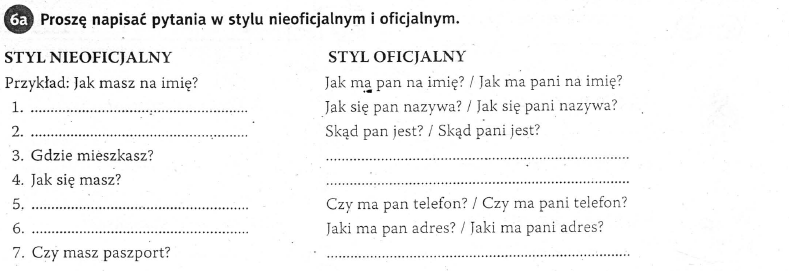 6a Proszę napisać pytania w stylu nieoficjalnym i oficjalnym.
STYL NIEOFICJALNY STYL OFICJALNY
Przykład: Jak masz na imię? Jak ma pan na imię? / Jak ma pani na imię?
1. ........................................ Jak się pan nazywa? / Jak się pani nazywa?
2. ........................................ Skąd pan jest? / Skąd pani jest?
3. Gdzie mieszkasz? ........................................
4. Jak się masz? ........................................
5. ........................................ Czy ma pan telefon? / Czy ma pani telefon?
6. ........................................ Jaki ma pan adres? / Jaki ma pani adres?
7. Czy masz paszport? ........................................